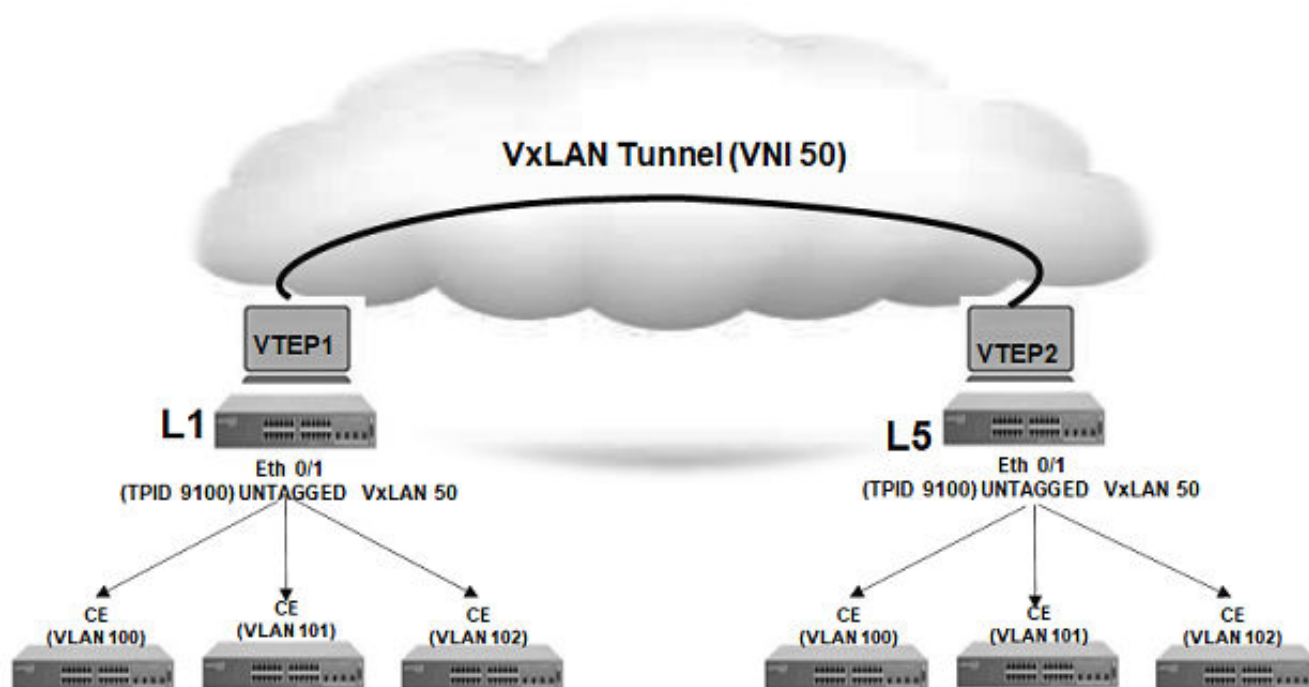 VxLAN Tunnel (VNI 50)
VTEP1
VTEP2
L1
L5
Eth 0/1
(TPID 9100) UNTAGGED VxLAN 50
Eth 0/1
(TPID 9100) UNTAGGED VxLAN 50
CE
(VLAN 100)
CE
(VLAN 101)
CE
(VLAN 102)
CE
(VLAN 100)
CE
(VLAN 101)
CE
(VLAN 102)